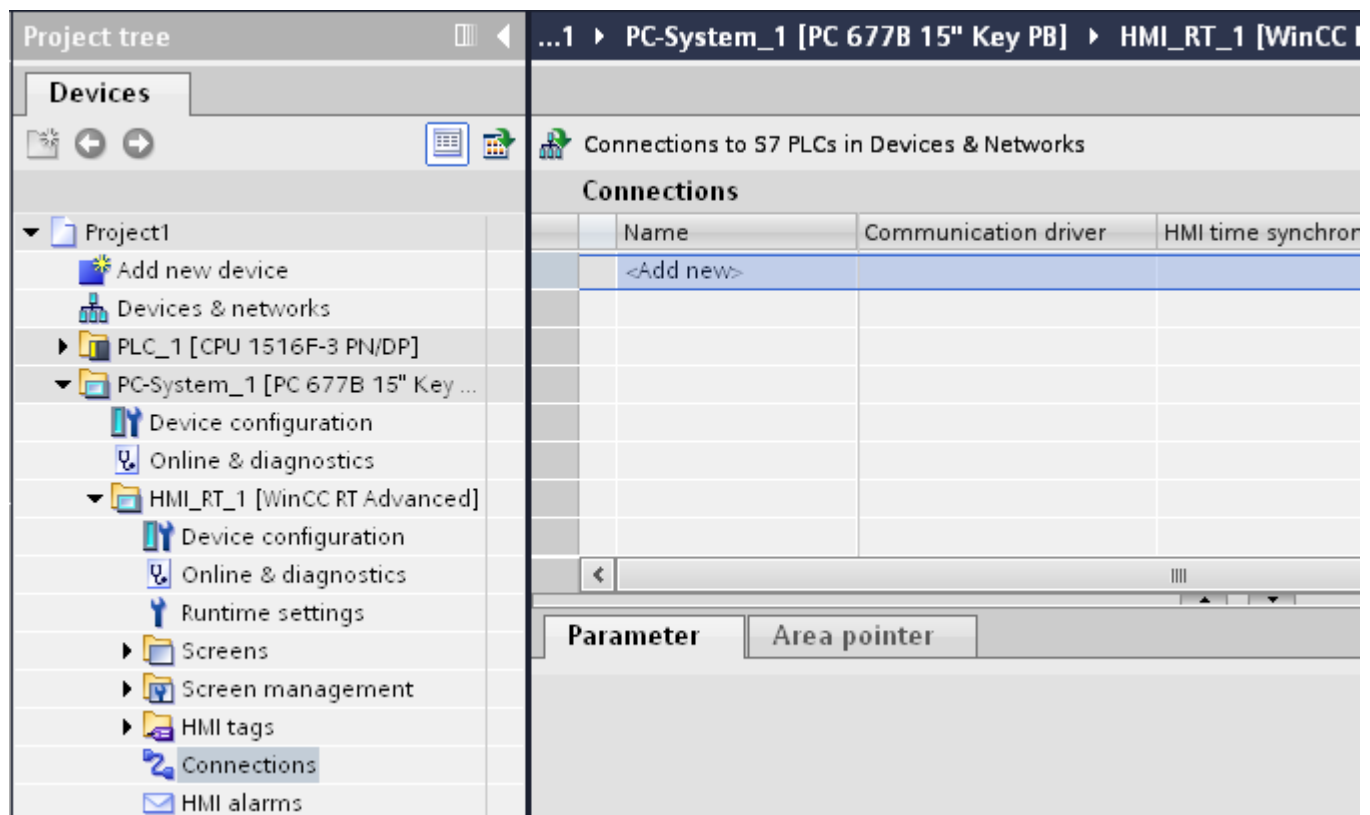 Project tree
...1 ▸ PC-System_1 [PC 677B 15" Key PB] ▸ HMI_RT_1 [WinCC
Devices
Connections to S7 PLCs in Devices & Networks
Connections
Name Communication driver HMI time synchron
<Add new>
Project1
Add new device
Devices & networks
PLC_1 [CPU 1516F-3 PN/DP]
PC-System_1 [PC 677B 15" Key ...
Device configuration
Online & diagnostics
HMI_RT_1 [WinCC RT Advanced]
Device configuration
Online & diagnostics
Runtime settings
Screens
Screen management
HMI tags
Connections
HMI alarms
Parameter Area pointer